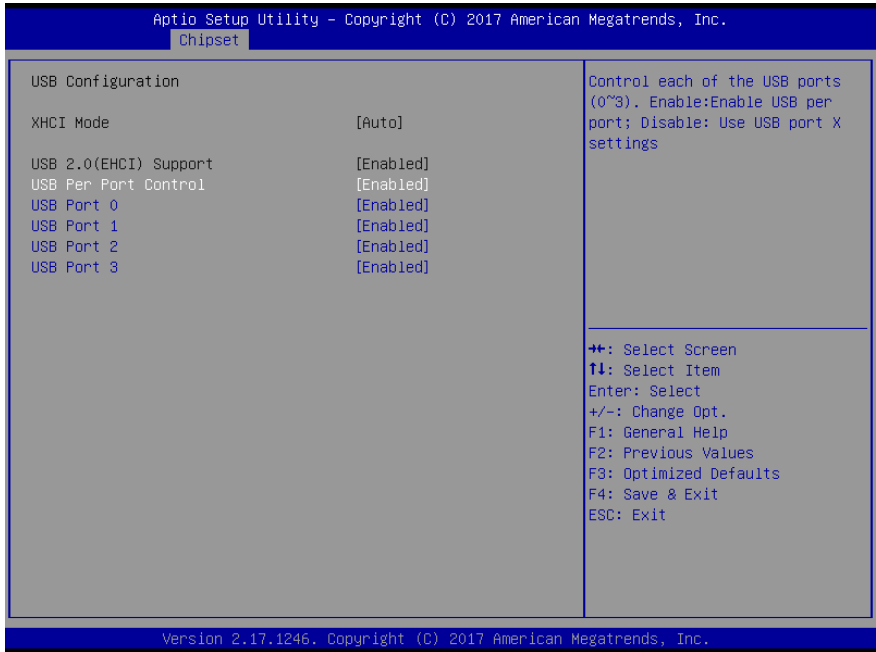 Aptio Setup Utility – Copyright (C) 2017 American Megatrends, Inc.
Chipset
USB Configuration
XHCI Mode [Auto]
USB 2.0(EHCI) Support [Enabled]
USB Per Port Control [Enabled]
USB Port 0 [Enabled]
USB Port 1 [Enabled]
USB Port 2 [Enabled]
USB Port 3 [Enabled]
Control each of the USB ports
(0~3). Enable:Enable USB per
port; Disable: Use USB port X
settings
→←: Select Screen
↑↓: Select Item
Enter: Select
+/-: Change Opt.
F1: General Help
F2: Previous Values
F3: Optimized Defaults
F4: Save & Exit
ESC: Exit
Version 2.17.1246. Copyright (C) 2017 American Megatrends, Inc.